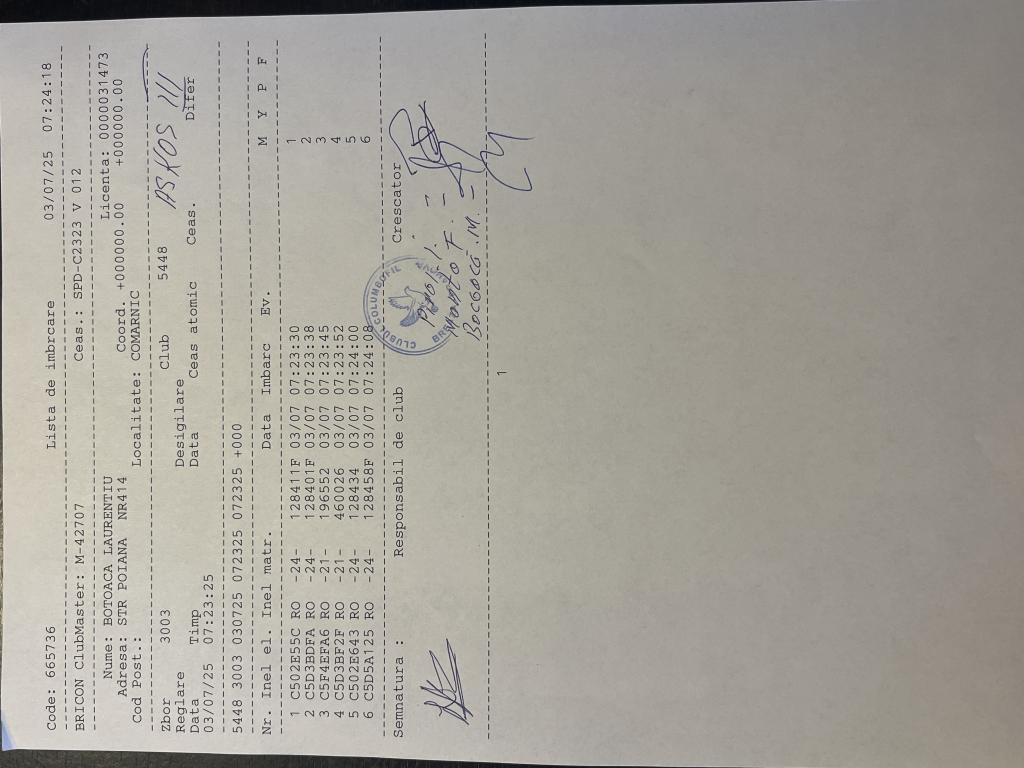 Code: 665736 Lista de imbrcare 03/07/25 07:24:18
BRICON ClubMaster: M-42707 Ceas.: SPD-C2323 V 012
Nume: BOTOACA LAURENTIU Licenta: 0000031473
Adresa: STR POIANA NR414 Coord. +000000.00 +000000.00
Cod Post.: Localitate: COMARNIC
Zbor 3003 Club 5448 ASKOS III
Reglare Desigilare
Data Timp Data Ceas atomic Ceas. Difer
03/07/25 07:23:25
5448 3003 030725 072325 072325 +000
Nr. Inel el. Inel matr. Data Imbarc Ev. M Y P F
1 C502E55C RO -24- 128411F 03/07 07:23:30 1
2 C5D3BDFA RO -24- 128401F 03/07 07:23:38 2
3 C5F4EFA6 RO -21- 196552 03/07 07:23:45 3
4 C5D3BF2F RO -21- 460026 03/07 07:23:52 4
5 C502E643 RO -24- 128434 03/07 07:24:00 5
6 C5D5A125 RO -24- 128458F 03/07 07:24:08 6
Semnatura : Responsabil de club Crescator
CLUBUL COLUMBOFIL
1